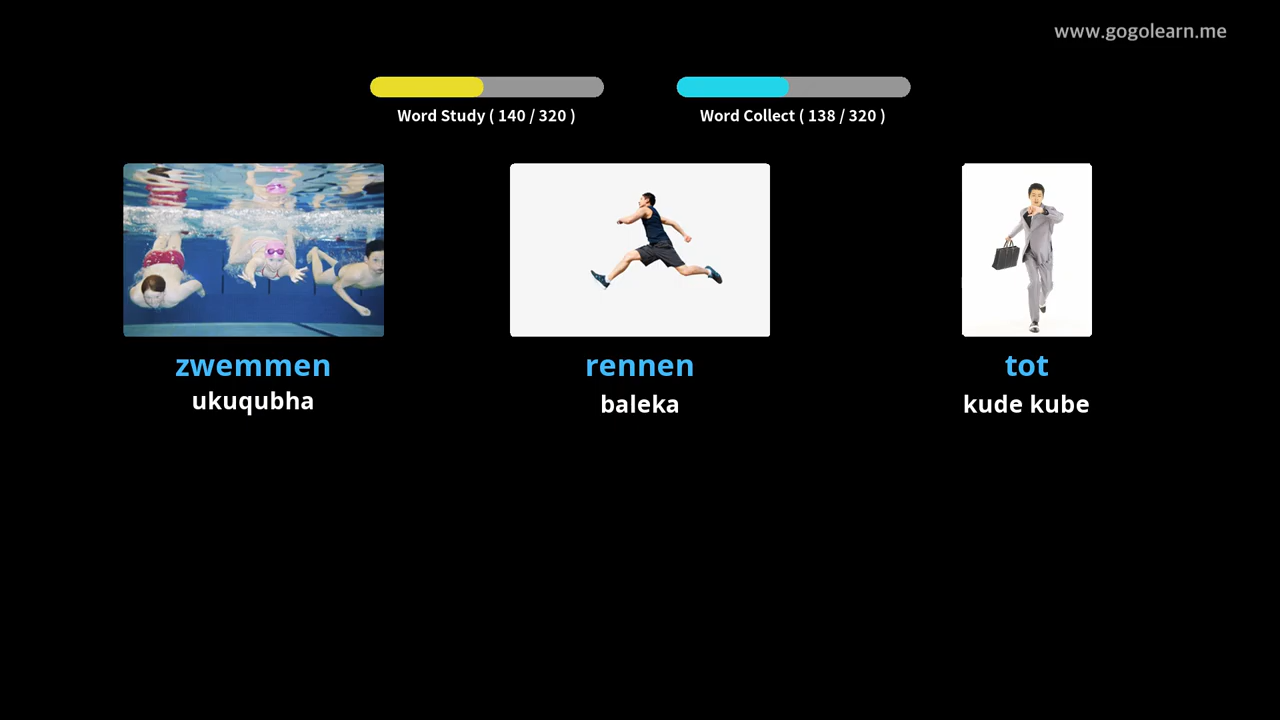 www.gogolearn.me
Word Study ( 140 / 320 )
Word Collect ( 138 / 320 )
zwemmen
ukuqubha
rennen
baleka
tot
kude kube